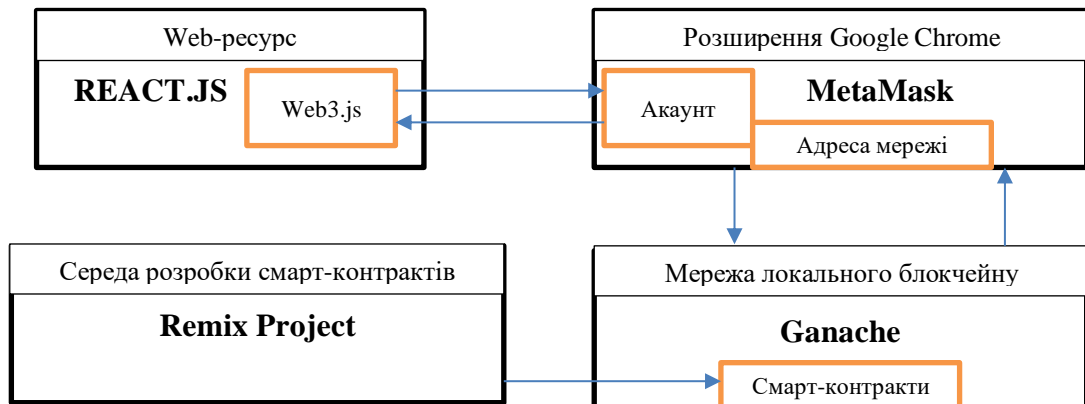 Web-ресурс
REACT.JS
Web3.js
Розширення Google Chrome
MetaMask
Акаунт
Адреса мережі
Середа розробки смарт-контрактів
Remix Project
Мережа локального блокчейну
Ganache
Смарт-контракти